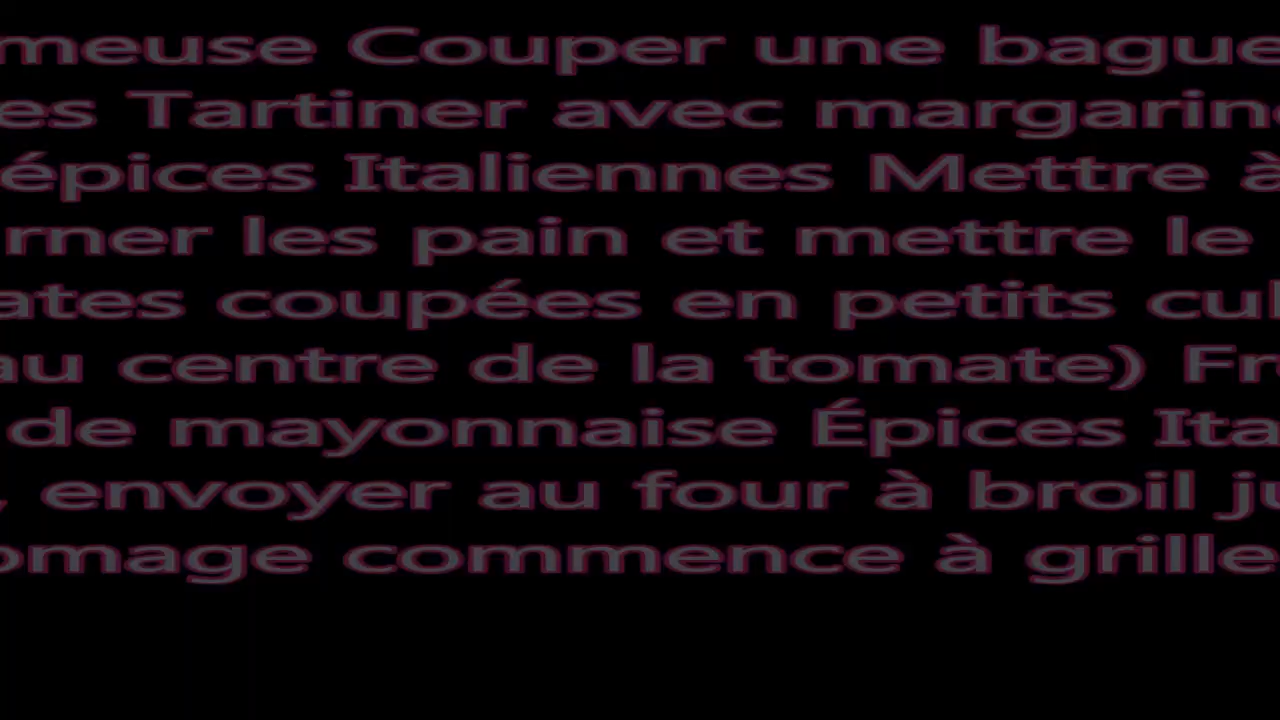 meuse Couper une bague
es Tartiner avec margarin
épices Italiennes Mettre à
rner les pain et mettre le
ates coupées en petits cu
au centre de la tomate) Fr
de mayonnaise Épices Ita
, envoyer au four à broil ju
omage commence à grille